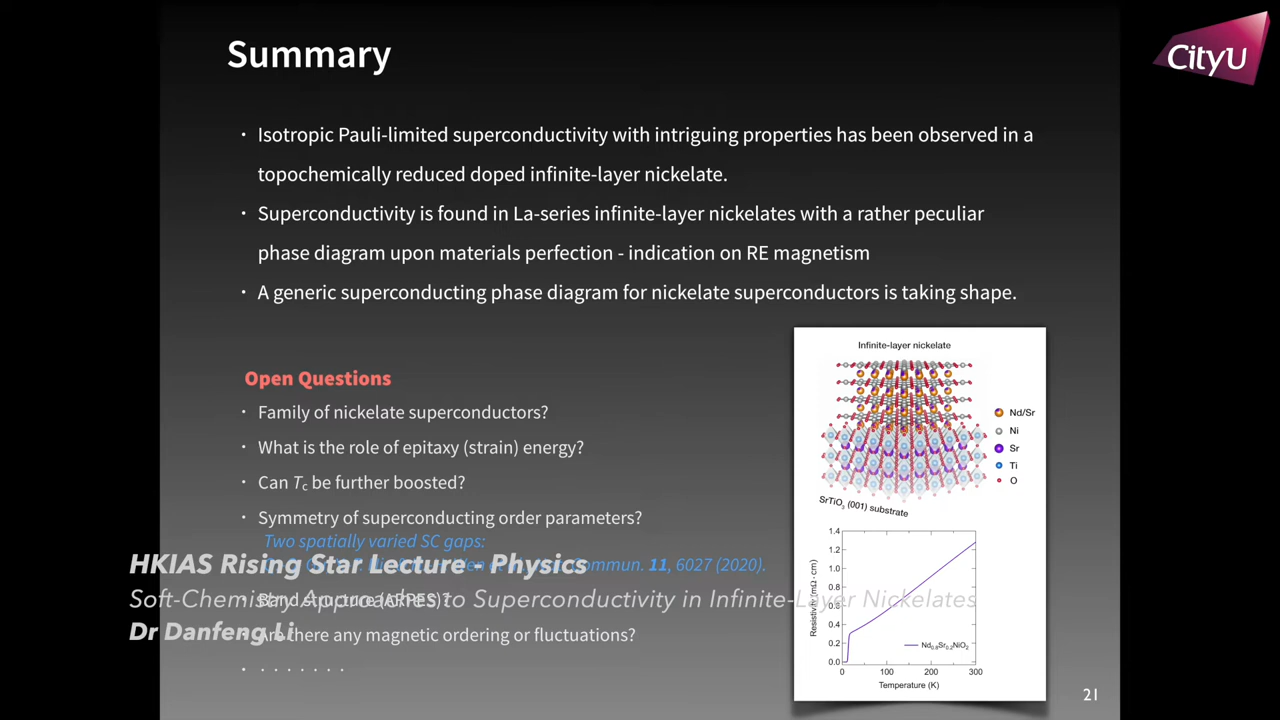 Summary
CityU
· Isotropic Pauli-limited superconductivity with intriguing properties has been observed in a
topochemically reduced doped infinite-layer nickelate.
· Superconductivity is found in La-series infinite-layer nickelates with a rather peculiar
phase diagram upon materials perfection - indication on RE magnetism
· A generic superconducting phase diagram for nickelate superconductors is taking shape.
Open Questions
· Family of nickelate superconductors?
· What is the role of epitaxy (strain) energy?
· Can Tc be further boosted?
· Symmetry of superconducting order parameters?
Two spatially varied SC gaps:
Commun. 11, 6027 (2020).
HKIAS Rising Star Lecture - Physics
· Band structure (ARPES)?
Soft-Chemistry Approaches to Superconductivity in Infinite-Layer Nickelates
· Are there any magnetic ordering or fluctuations?
Dr Danfeng Li
· . . . . . . .
Infinite-layer nickelate
Nd/Sr
Ni
Sr
Ti
O
SrTiO3 (001) substrate
Resistivity (mΩ·cm)
1.4
1.2
1.0
0.8
0.6
0.4
0.2
0.0
Nd0.8Sr0.2NiO2
0 100 200 300
Temperature (K)
21